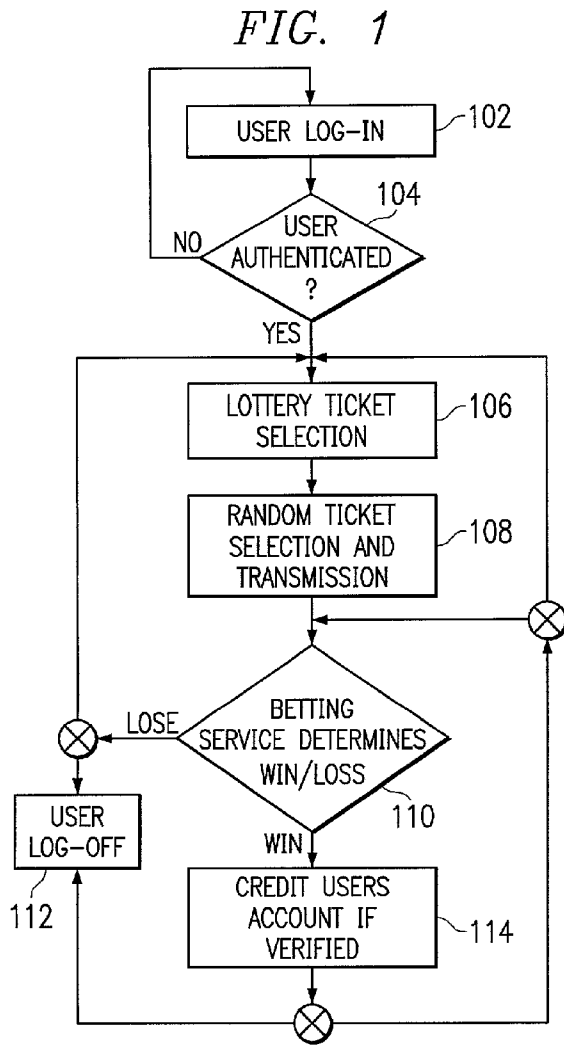 FIG. 1
USER LOG-IN
102
104
USER
AUTHENTICATED
?
NO
YES
LOTTERY TICKET
SELECTION
106
RANDOM TICKET
SELECTION AND
TRANSMISSION
108
BETTING
SERVICE DETERMINES
WIN/LOSS
LOSE
110
USER
LOG-OFF
112
WIN
CREDIT USERS
ACCOUNT IF
VERIFIED
114